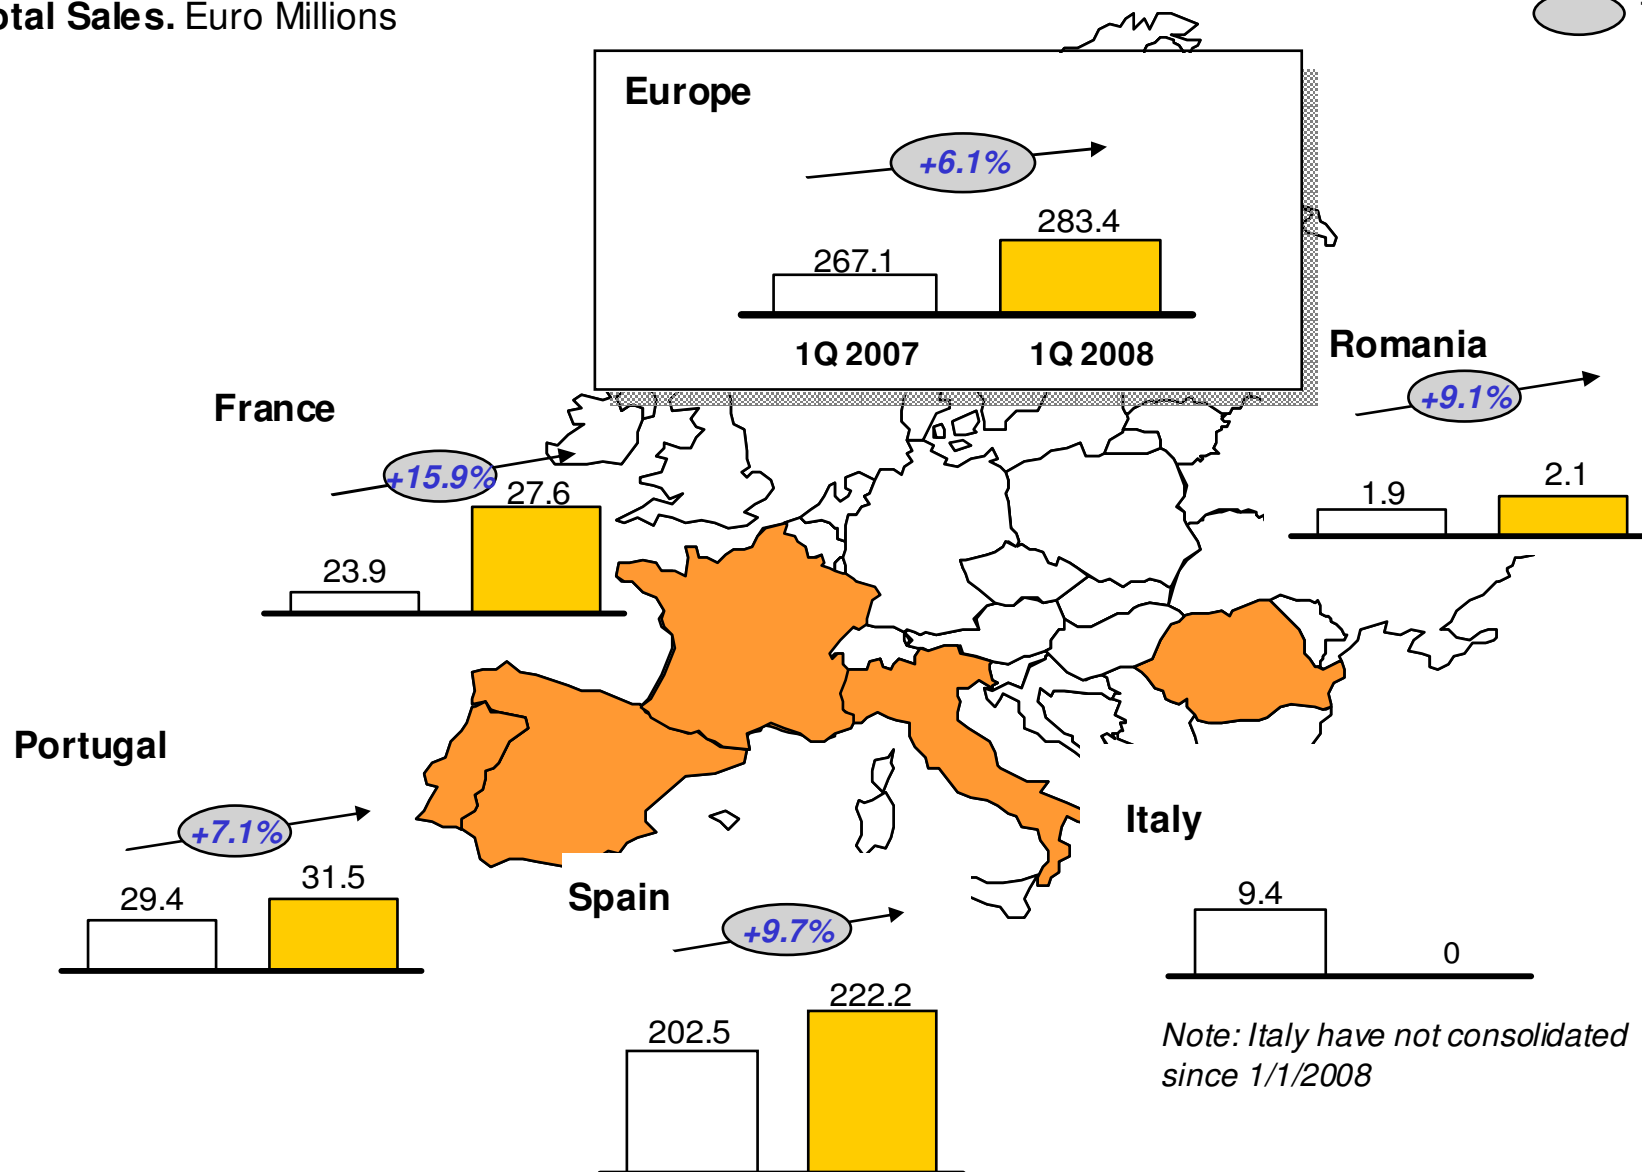 otal Sales. Euro Millions
Europe
+6.1%
267.1
283.4
1Q 2007
1Q 2008
Romania
+9.1%
1.9
2.1
France
+15.9%
23.9
27.6
Portugal
+7.1%
29.4
31.5
Spain
+9.7%
202.5
222.2
Italy
9.4
0
Note: Italy have not consolidated
since 1/1/2008